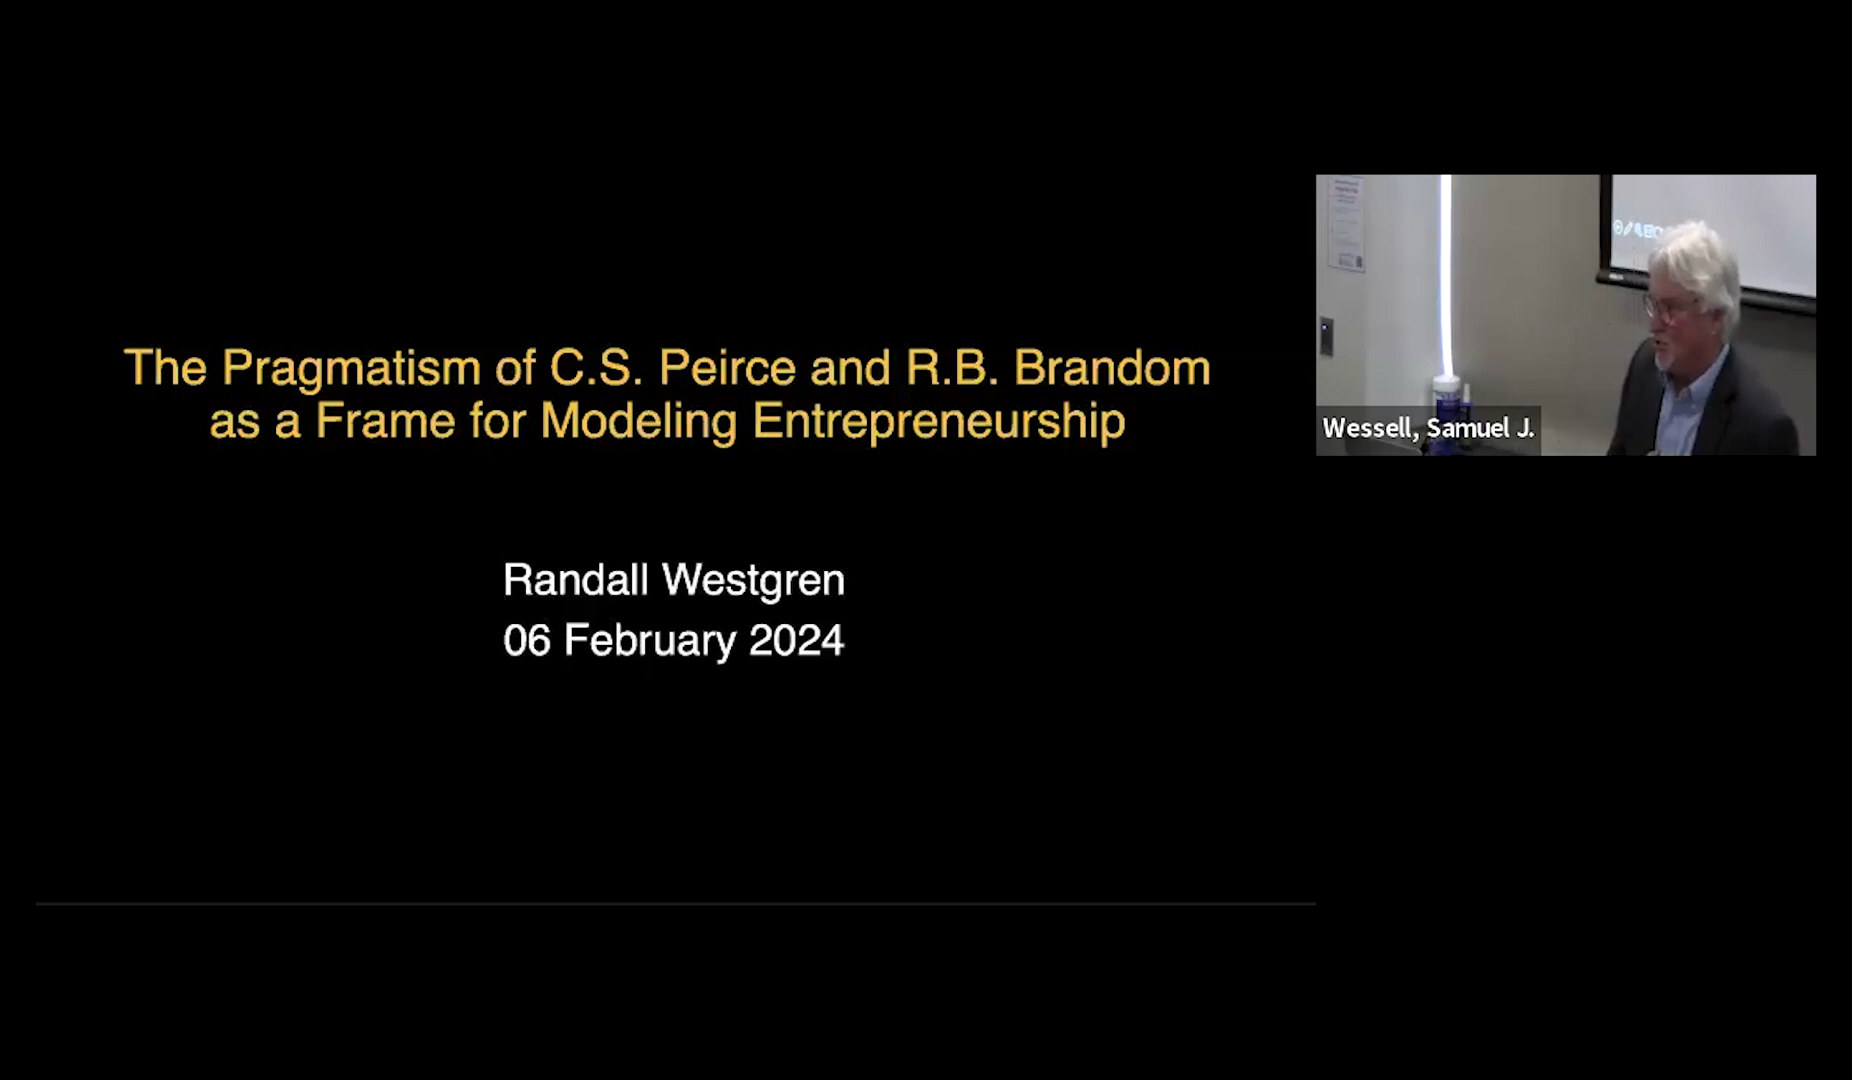 The Pragmatism of C.S. Peirce and R.B. Brandom
as a Frame for Modeling Entrepreneurship
Randall Westgren
06 February 2024
Wessell, Samuel J.